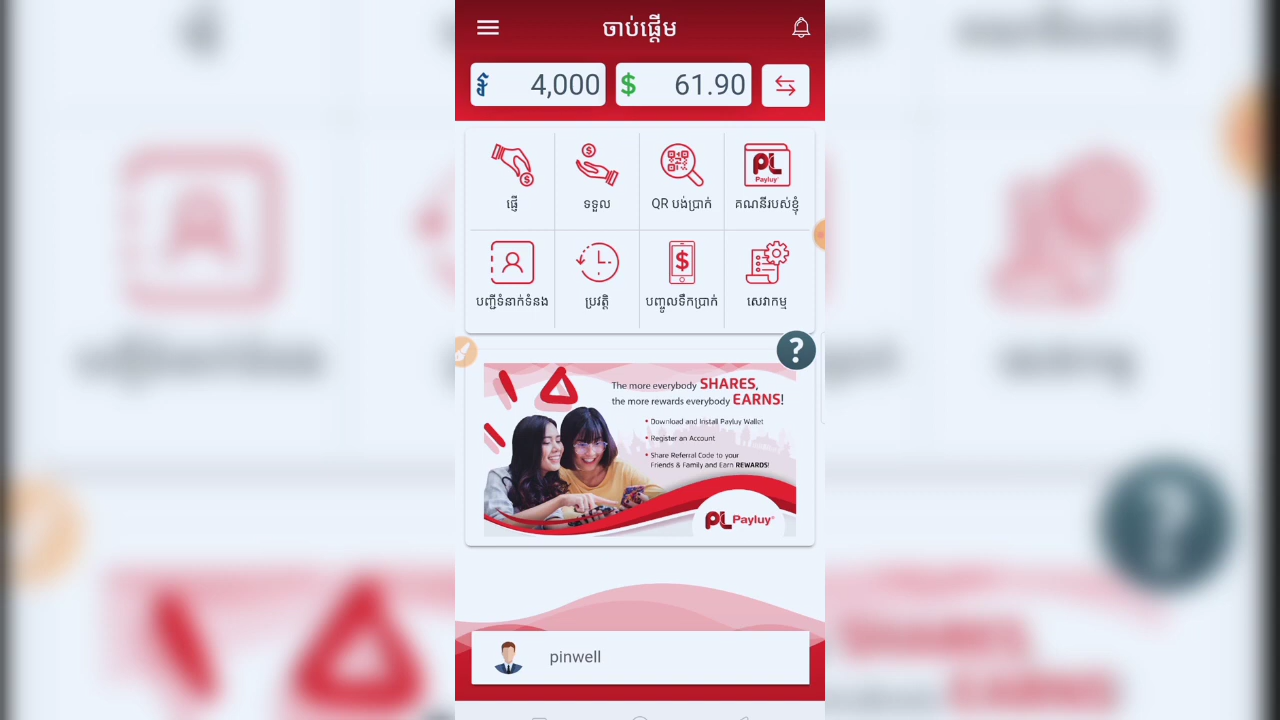 ចាប់ផ្ដើម
៛ 4,000 $ 61.90
ផ្ញើ ទទួល QR បង់ប្រាក់ គណនីរបស់ខ្ញុំ
PL
Payluy
បញ្ជីទំនាក់ទំនង ប្រវត្តិ បញ្ចូលទឹកប្រាក់ សេវាកម្ម
?
The more everybody SHARES,
the more rewards everybody EARNS!
• Download and Install Payluy Wallet
• Register an Account
• Share Referral Code to your
Friends & Family and Earn REWARDS!
PL Payluy®
pinwell